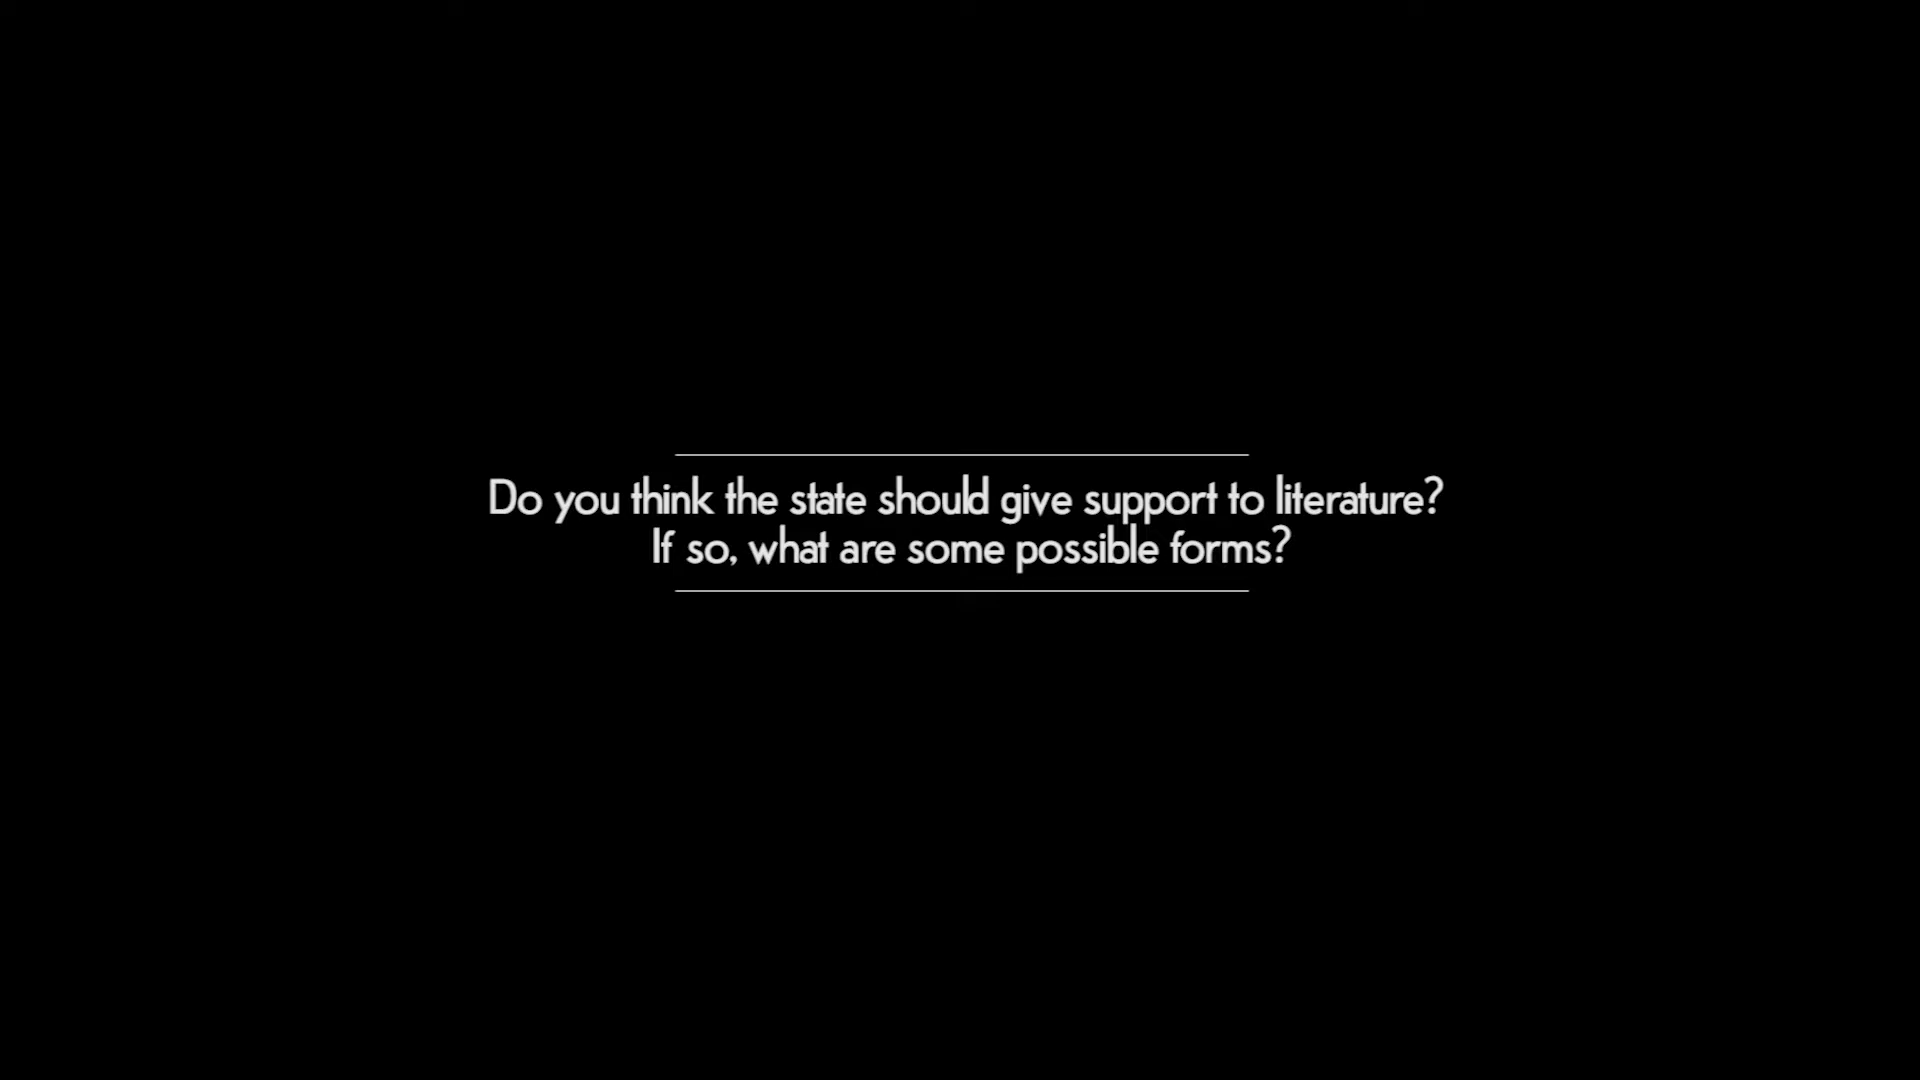 Do you think the state should give support to literature?
If so, what are some possible forms?